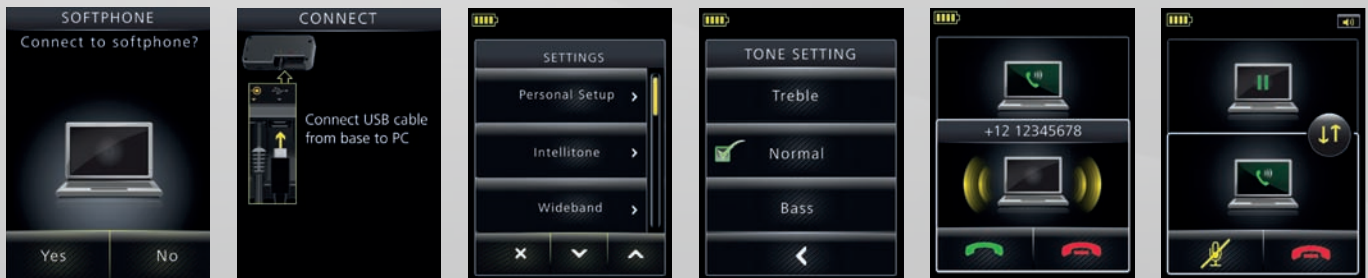 SOFTPHONE
Connect to softphone?
Yes
No
CONNECT
Connect USB cable
from base to PC
SETTINGS
Personal Setup
Intellitone
Wideband
TONE SETTING
Treble
Normal
Bass
+12 12345678